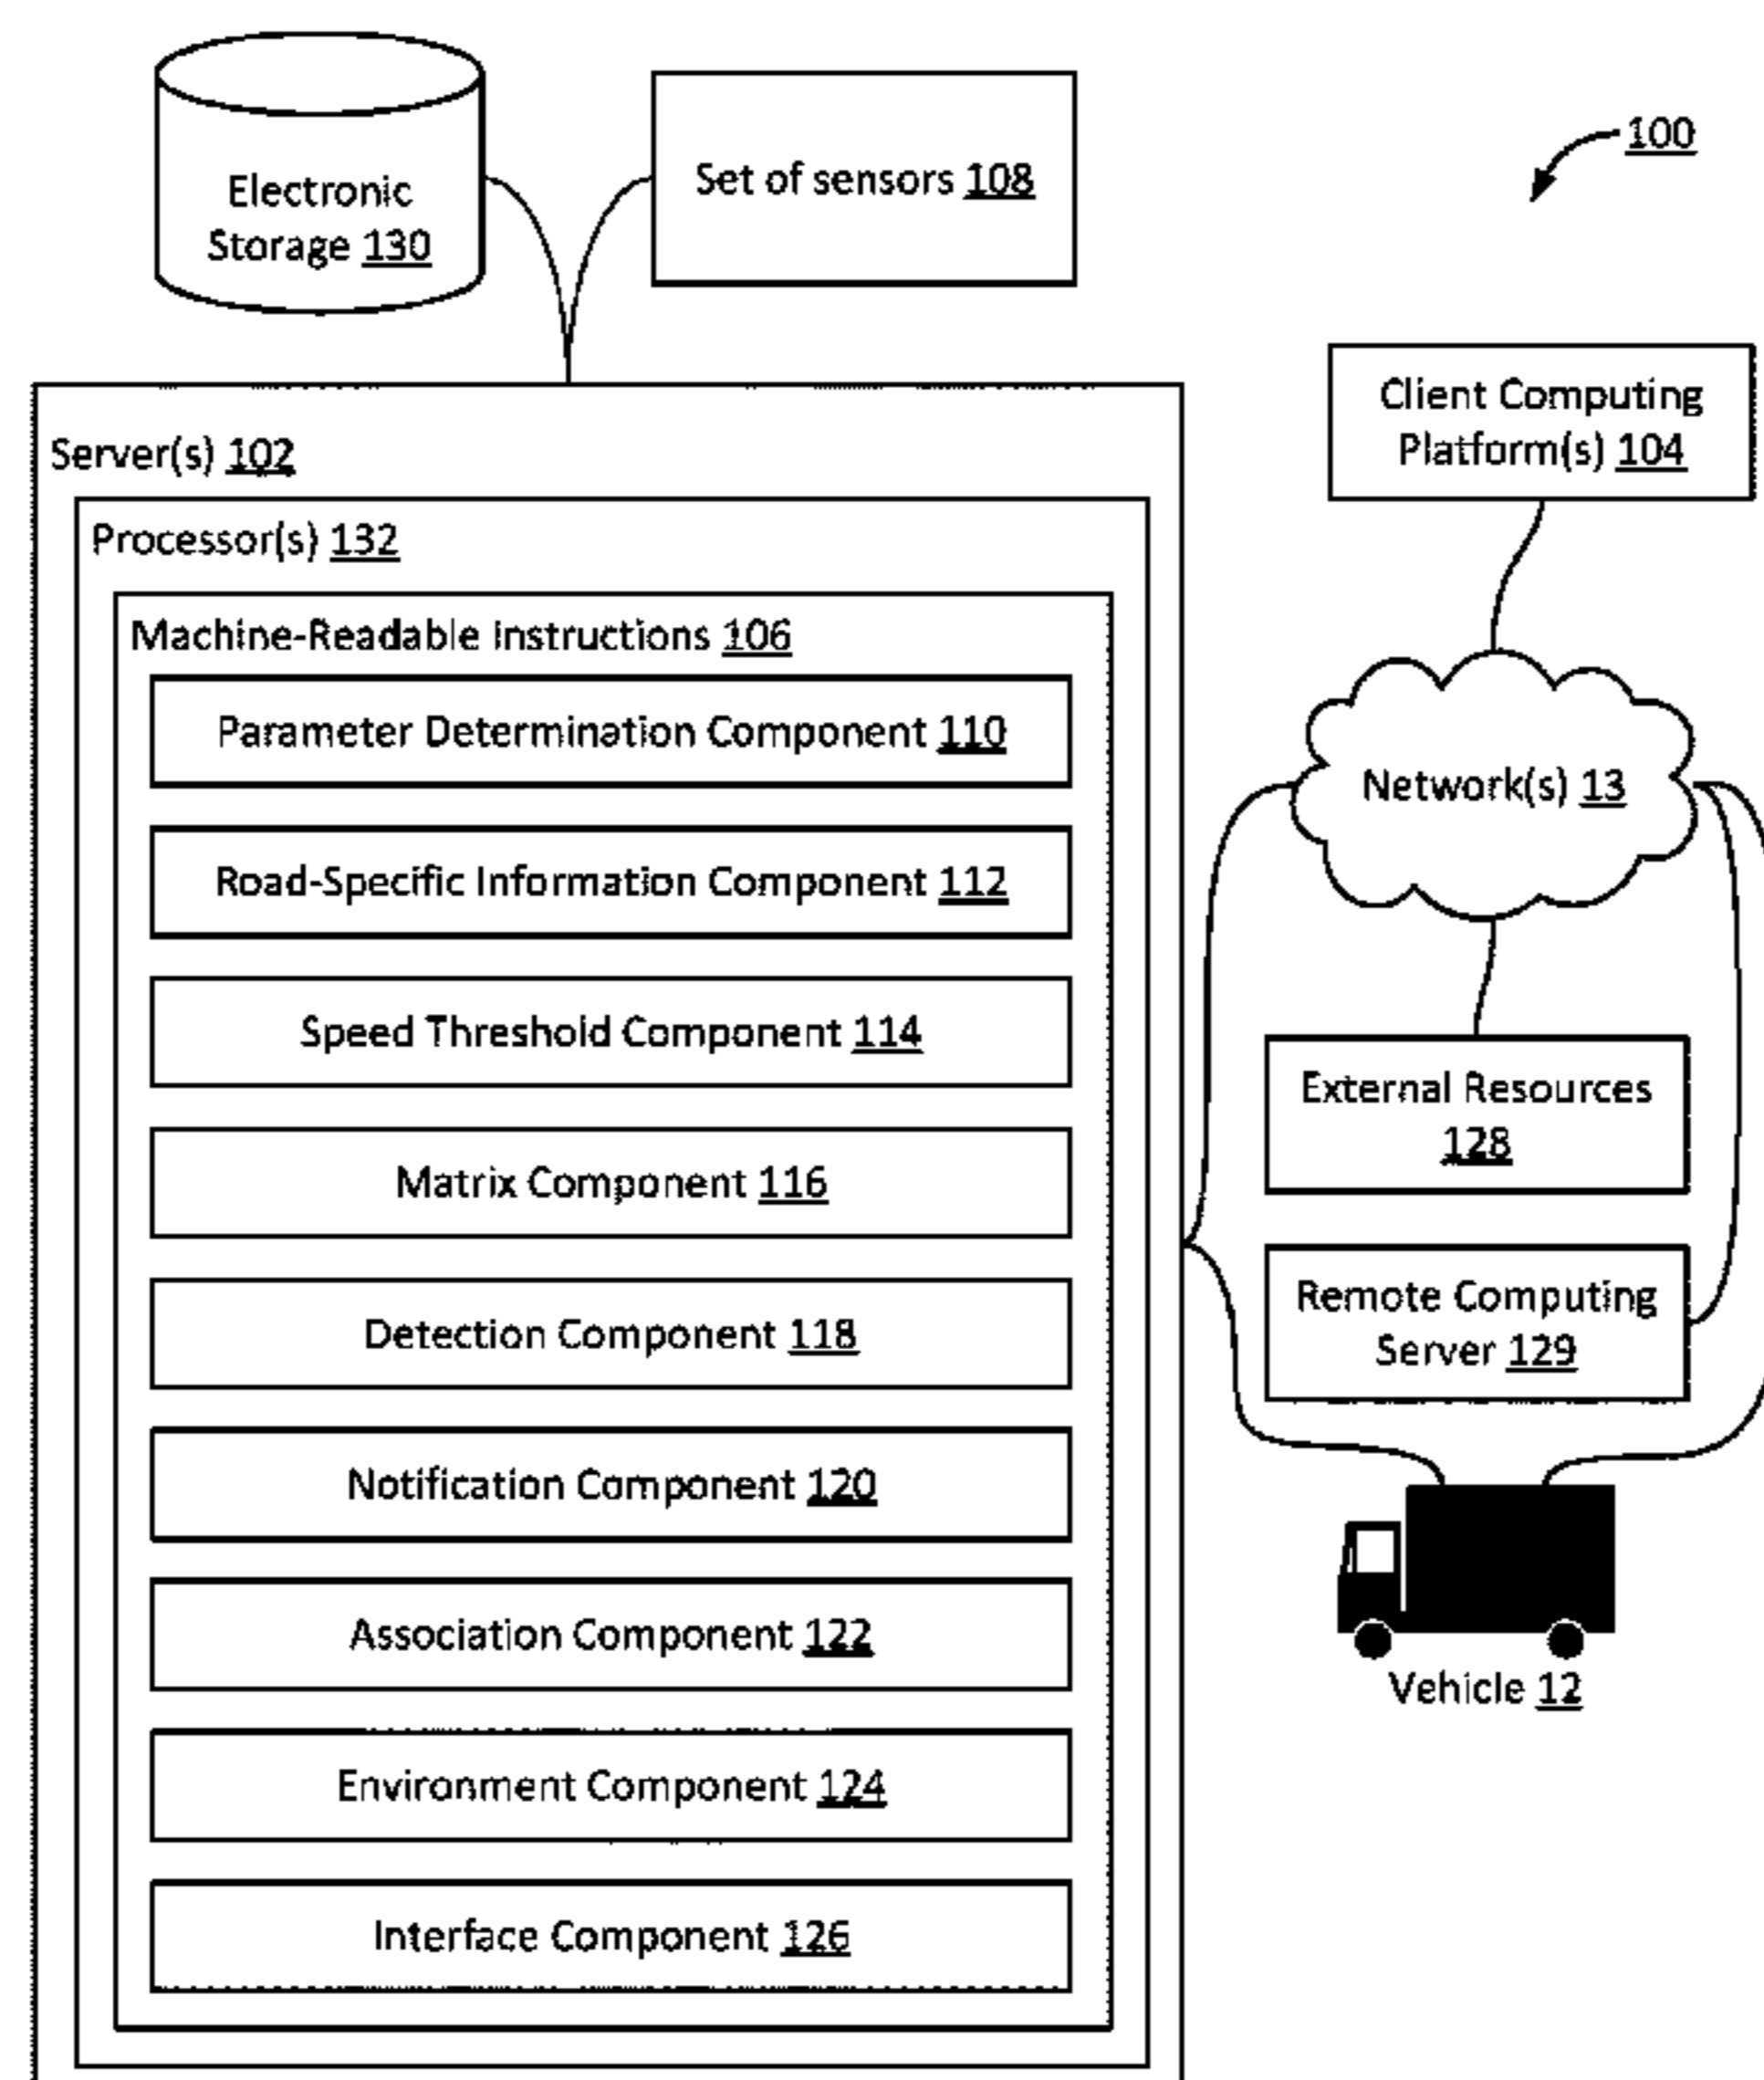 Electronic
Storage 130
Set of sensors 108
100
Server(s) 102
Processor(s) 132
Machine-Readable Instructions 106
Parameter Determination Component 110
Road-Specific Information Component 112
Speed Threshold Component 114
Matrix Component 116
Detection Component 118
Notification Component 120
Association Component 122
Environment Component 124
Interface Component 126
Client Computing
Platform(s) 104
Network(s) 13
External Resources
128
Remote Computing
Server 129
Vehicle 12